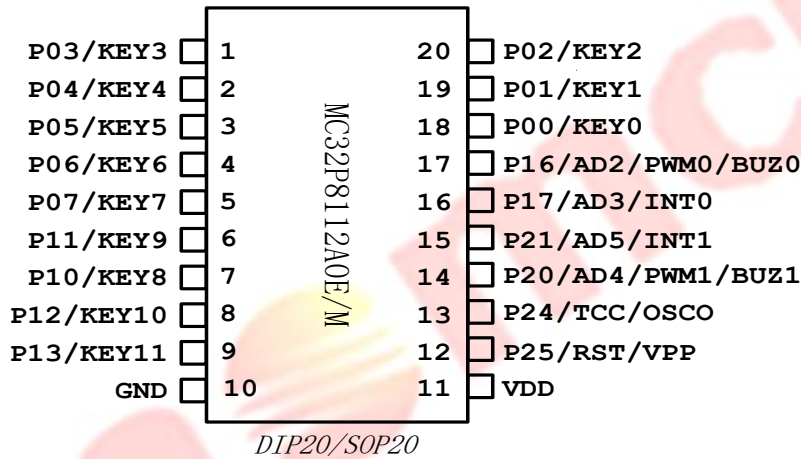 P03/KEY3 1 20 P02/KEY2
P04/KEY4 2 19 P01/KEY1
P05/KEY5 3 18 P00/KEY0
P06/KEY6 4 17 P16/AD2/PWM0/BUZ0
P07/KEY7 5 16 P17/AD3/INT0
P11/KEY9 6 15 P21/AD5/INT1
P10/KEY8 7 14 P20/AD4/PWM1/BUZ1
P12/KEY10 8 13 P24/TCC/OSCO
P13/KEY11 9 12 P25/RST/VPP
GND 10 11 VDD
MC32P8112A0E/M
DIP20/SOP20